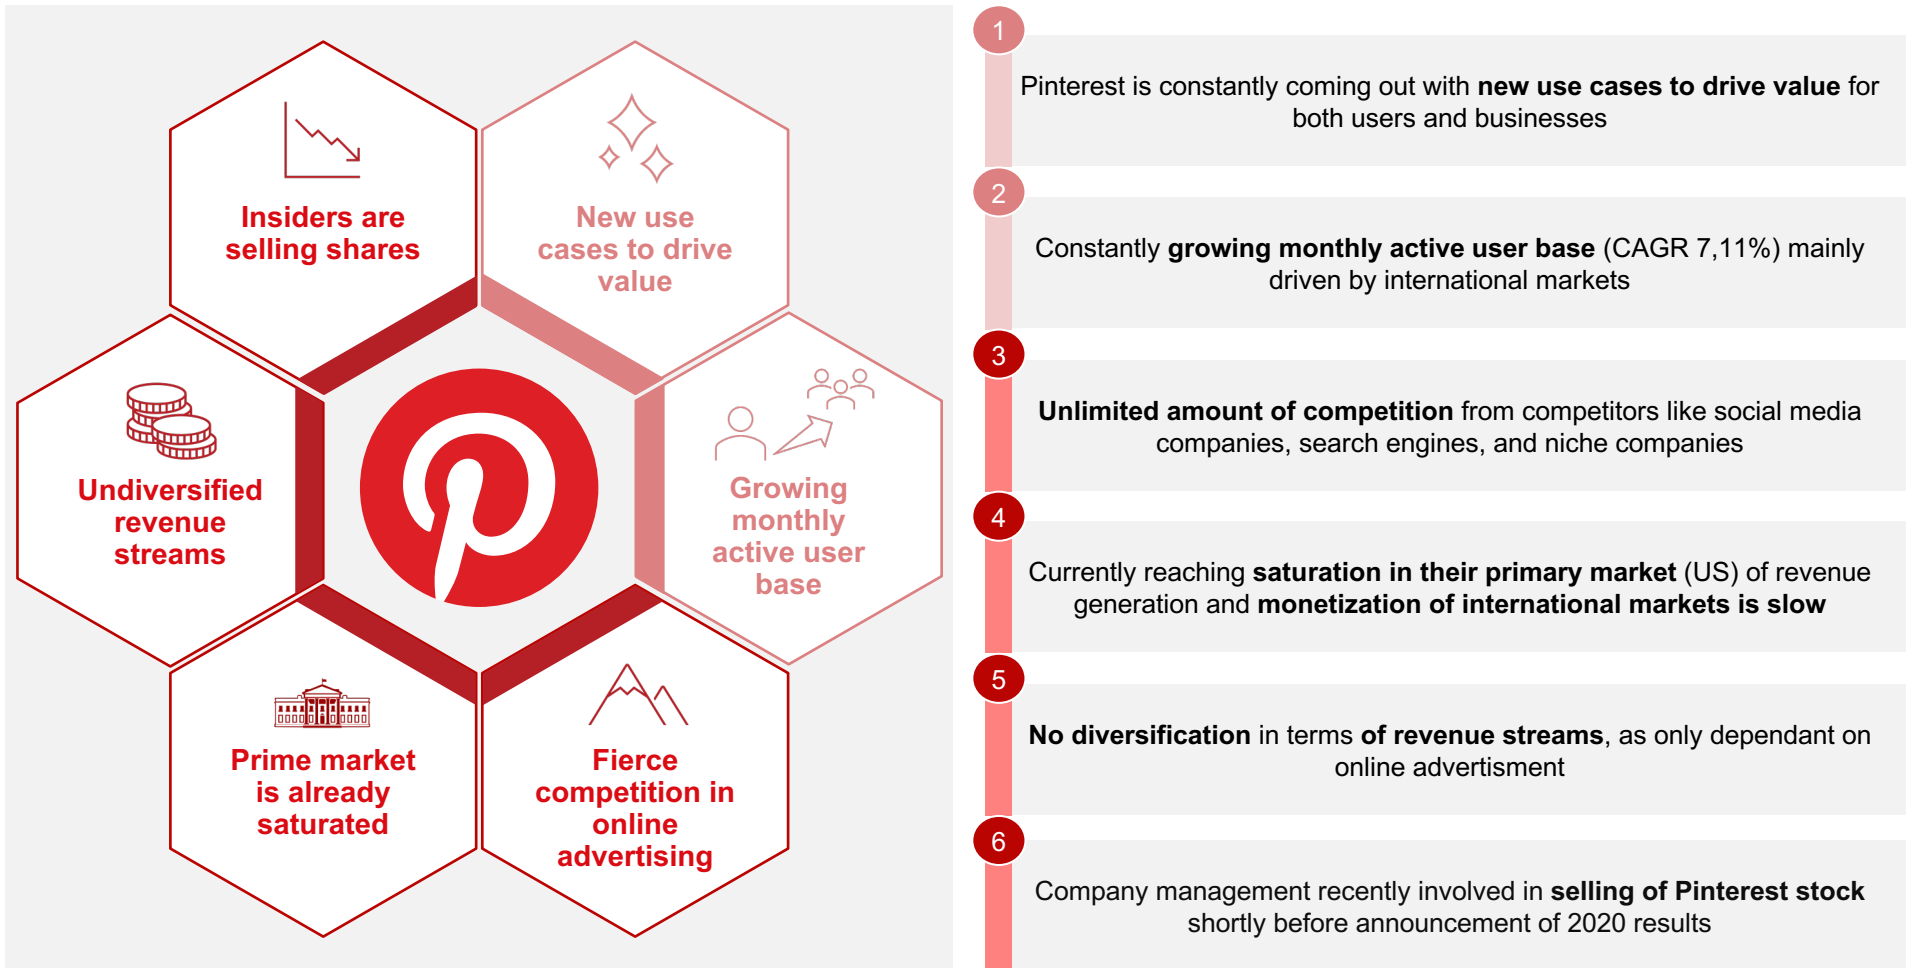 Insiders are
selling shares
New use
cases to drive
value
Undiversified
revenue
streams
Growing
monthly
active user
base
Prime market
is already
saturated
Fierce
competition in
online
advertising
1
Pinterest is constantly coming out with new use cases to drive value for
both users and businesses
2
Constantly growing monthly active user base (CAGR 7,11%) mainly
driven by international markets
3
Unlimited amount of competition from competitors like social media
companies, search engines, and niche companies
4
Currently reaching saturation in their primary market (US) of revenue
generation and monetization of international markets is slow
5
No diversification in terms of revenue streams, as only dependant on
online advertisment
6
Company management recently involved in selling of Pinterest stock
shortly before announcement of 2020 results